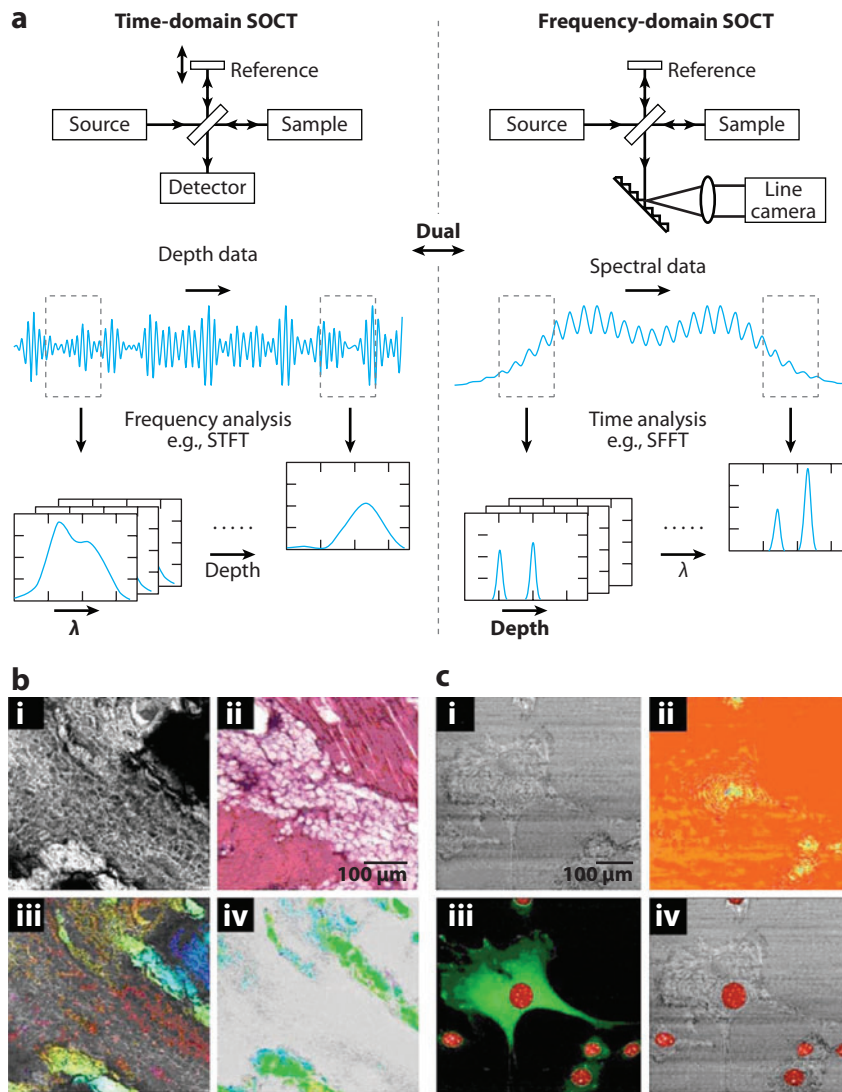 a
Time-domain SOCT
Reference
Source
Sample
Detector
Depth data
Frequency analysis
e.g., STFT
Depth
λ
Dual
Frequency-domain SOCT
Reference
Source
Sample
Line
camera
Spectral data
Time analysis
e.g., SFFT
λ
Depth
b
i
ii
100 µm
iii
iv
c
i
100 µm
ii
iii
iv